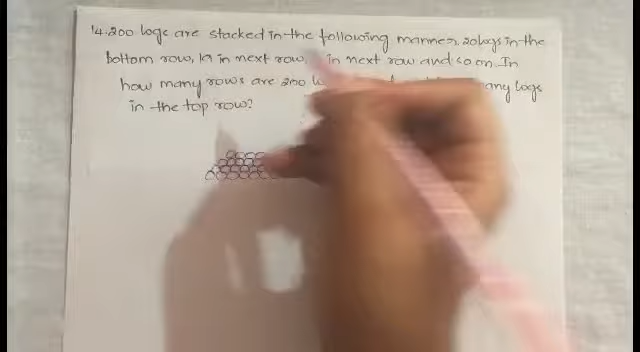 14. 200 logs are stacked in the following manner, 20 logs in the
bottom row, 19 in next row, in next row and so on. In
how many rows are 200 any logs
in the top row?